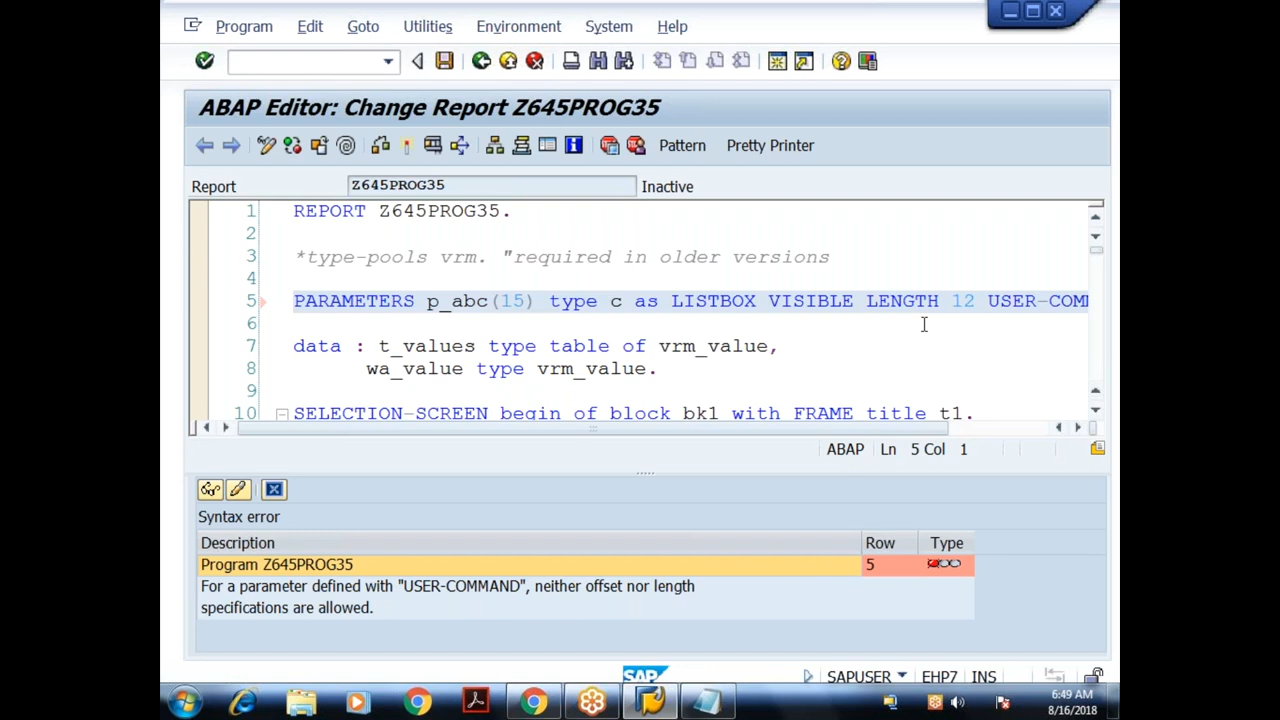 Program Edit Goto Utilities Environment System Help
ABAP Editor: Change Report Z645PROG35
Pattern Pretty Printer
Report Z645PROG35 Inactive
1 REPORT Z645PROG35.
2
3 *type-pools vrm. "required in older versions
4
5 PARAMETERS p_abc(15) type c as LISTBOX VISIBLE LENGTH 12 USER-COMM
6
7 data : t_values type table of vrm_value,
8 wa_value type vrm_value.
9
10 SELECTION-SCREEN begin of block bk1 with FRAME title t1.
ABAP Ln 5 Col 1
Syntax error
Description Row Type
Program Z645PROG35 5
For a parameter defined with "USER-COMMAND", neither offset nor length
specifications are allowed.
SAP SAPUSER EHP7 INS
6:49 AM
8/16/2018